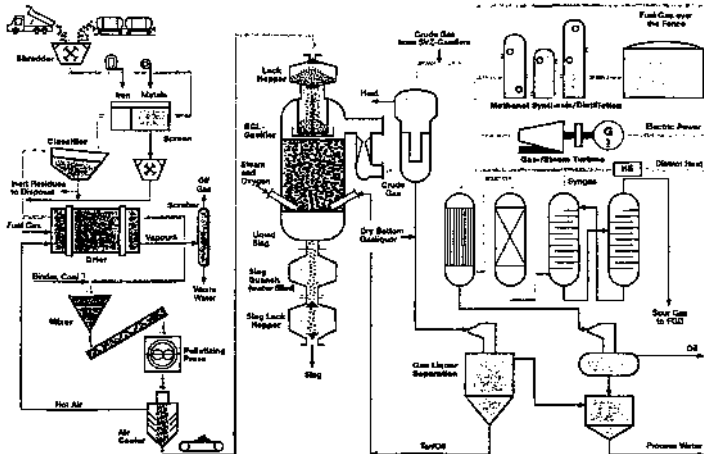 Shredder
Iron
Metals
Screen
Classifier
Inert Residues
to Disposal
Fuel Gas
Drier
Vapours
Scrubber
Off
Gas
Waste
Water
Binder, Coal
Mixer
Pelletizing
Press
Hot Air
Air
Cooler
Lock
Hopper
BGL-
Gasifier
Steam
and
Oxygen
Liquid
Slag
Slag
Quench
(water filled)
Slag Lock
Hopper
Slag
Crude Gas
from SVZ-Gasifiers
Heat
Crude
Gas
Dry Bottom
Gasliquor
Gas Liquor
Separation
Tar/Oil
Methanol Synthesis/Distillation
Fuel Gas over
the Fence
Gas-/Steam Turbine
G
Electric Power
District Heat
Syngas
Sour Gas
to FGD
Oil
Process Water